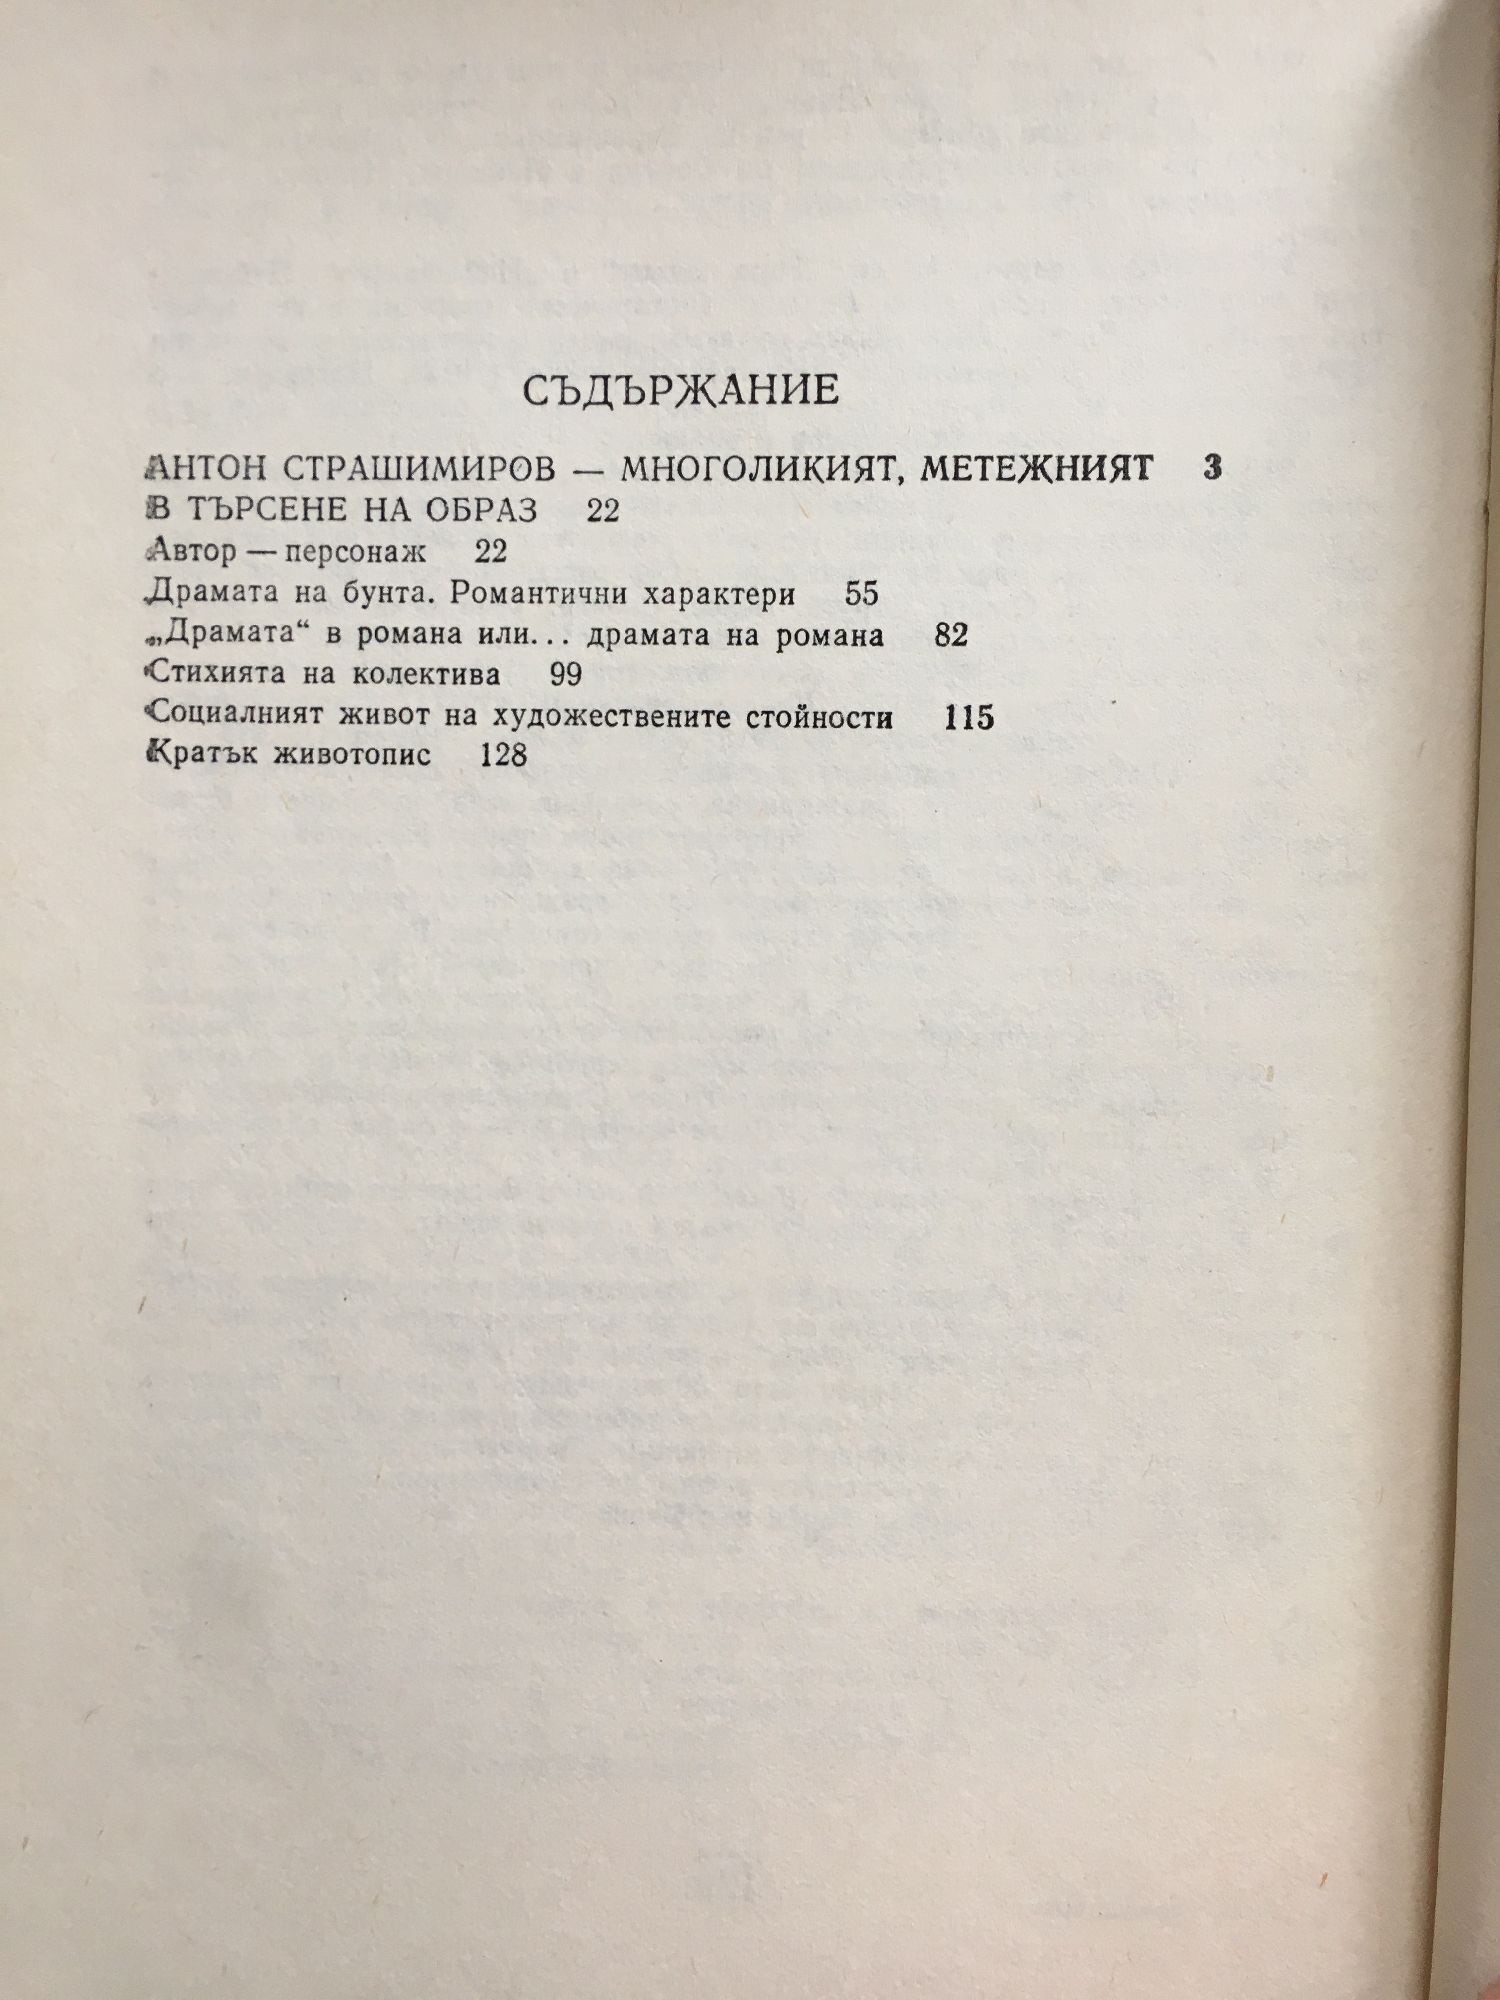 СЪДЪРЖАНИЕ
АНТОН СТРАШИМИРОВ — МНОГОЛИКИЯТ, МЕТЕЖНИЯТ 3
В ТЪРСЕНЕ НА ОБРАЗ 22
Автор — персонаж 22
Драмата на бунта. Романтични характери 55
„Драмата“ в романа или... драмата на романа 82
Стихията на колектива 99
Социалният живот на художествените стойности 115
Кратък животопис 128